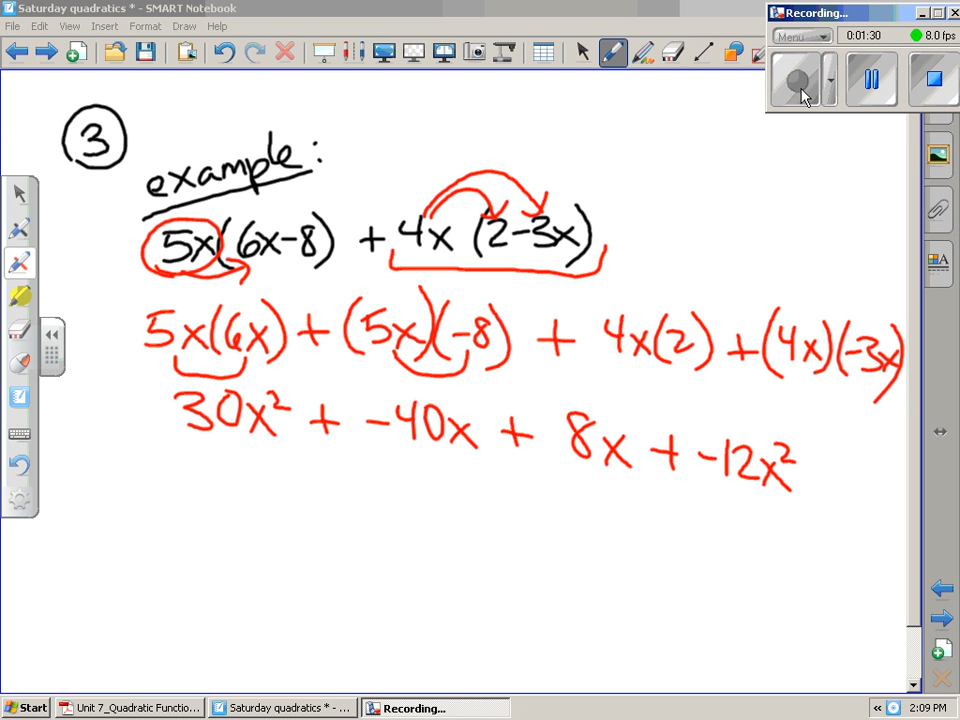 Saturday quadratics * - SMART Notebook
Recording...
File Edit View Insert Format Draw Help
Menu 0:01:30 8.0 fps
3
example:
5x(6x-8) + 4x (2-3x)
5x(6x) + (5x)(-8) + 4x(2) + (4x)(-3x)
30x² + -40x + 8x + -12x²
Start Unit 7_Quadratic Functio... Saturday quadratics * - ... Recording... « 2:09 PM